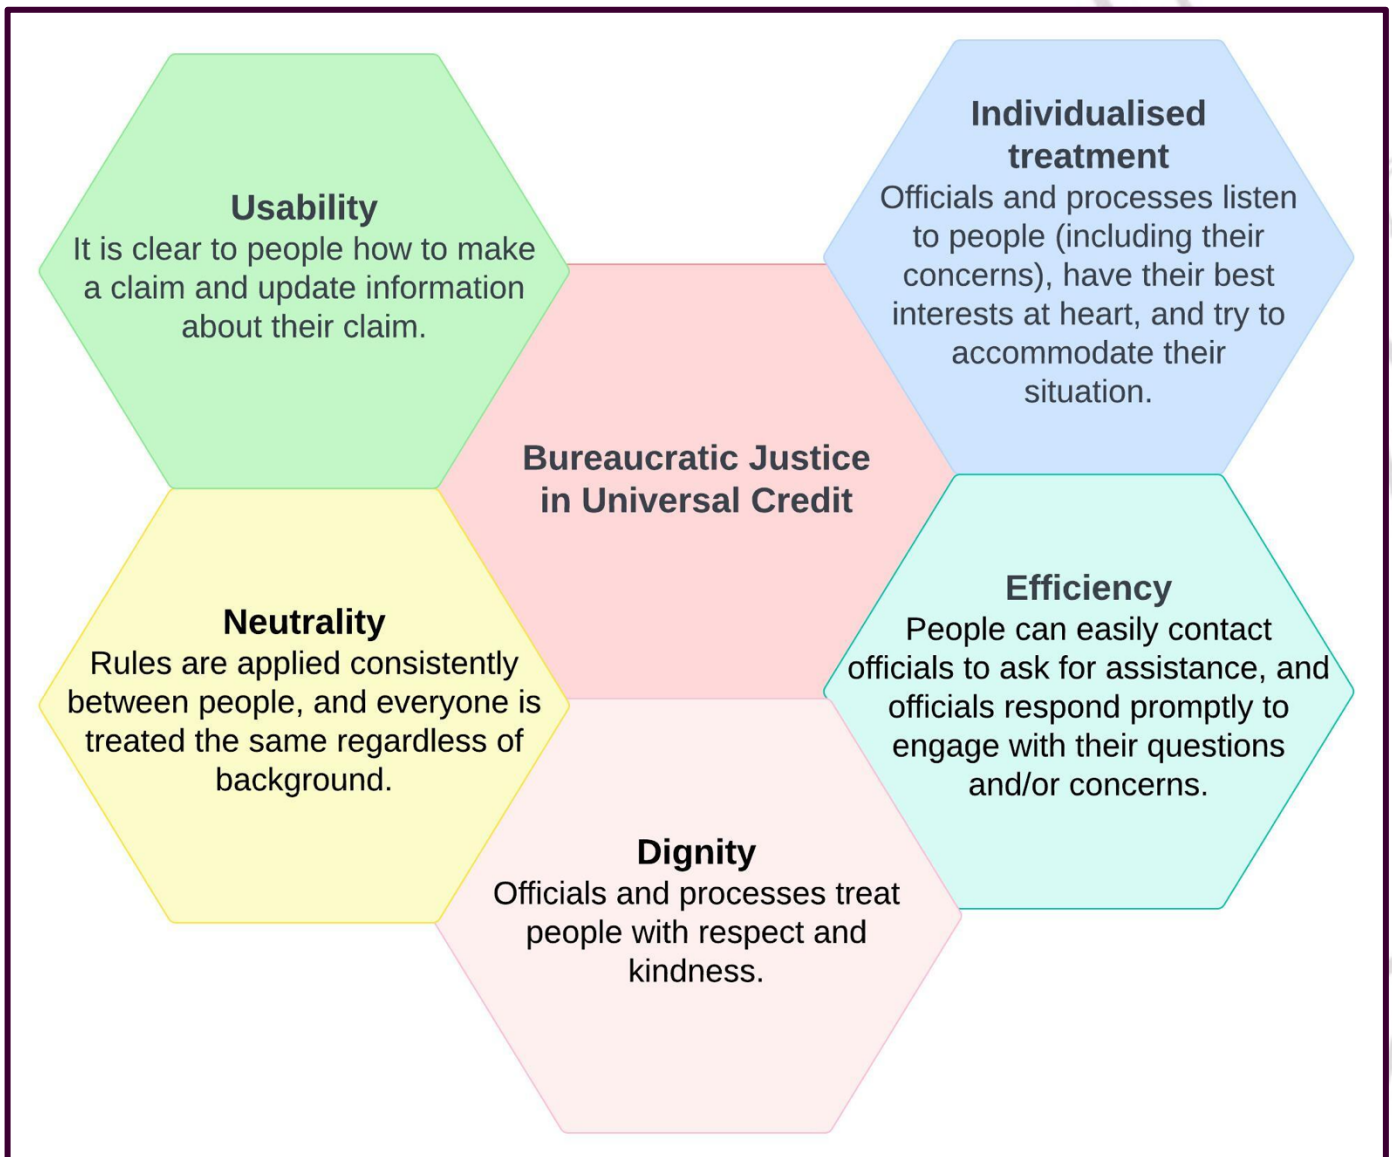 Usability
It is clear to people how to make
a claim and update information
about their claim.
Individualised
treatment
Officials and processes listen
to people (including their
concerns), have their best
interests at heart, and try to
accommodate their
situation.
Bureaucratic Justice
in Universal Credit
Neutrality
Rules are applied consistently
between people, and everyone is
treated the same regardless of
background.
Efficiency
People can easily contact
officials to ask for assistance, and
officials respond promptly to
engage with their questions
and/or concerns.
Dignity
Officials and processes treat
people with respect and
kindness.